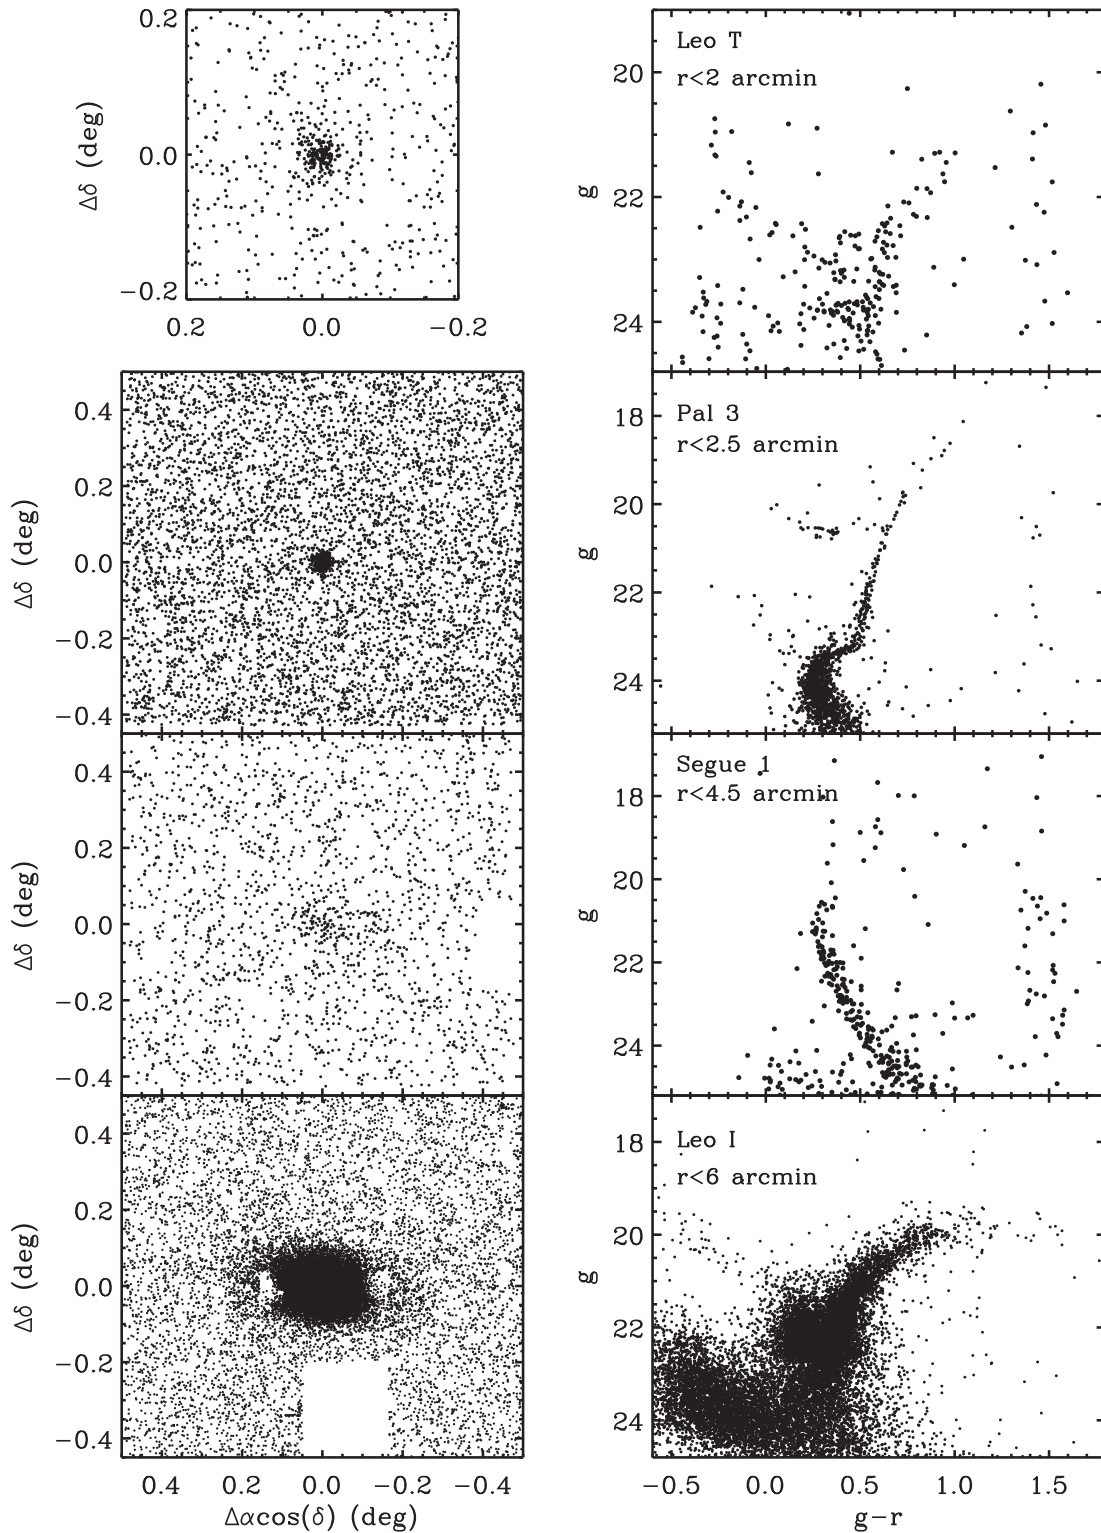 0.2
0.0
−0.2
Δδ (deg)
0.2 0.0 −0.2
Leo T
r<2 arcmin
20
22
24
g
0.4
0.2
0.0
−0.2
−0.4
Δδ (deg)
Pal 3
r<2.5 arcmin
18
20
22
24
g
0.4
0.2
0.0
−0.2
−0.4
Δδ (deg)
Segue 1
r<4.5 arcmin
18
20
22
24
g
0.4
0.2
0.0
−0.2
−0.4
Δδ (deg)
0.4 0.2 0.0 −0.2 −0.4
Δαcos(δ) (deg)
Leo I
r<6 arcmin
18
20
22
24
g
−0.5 0.0 0.5 1.0 1.5
g−r